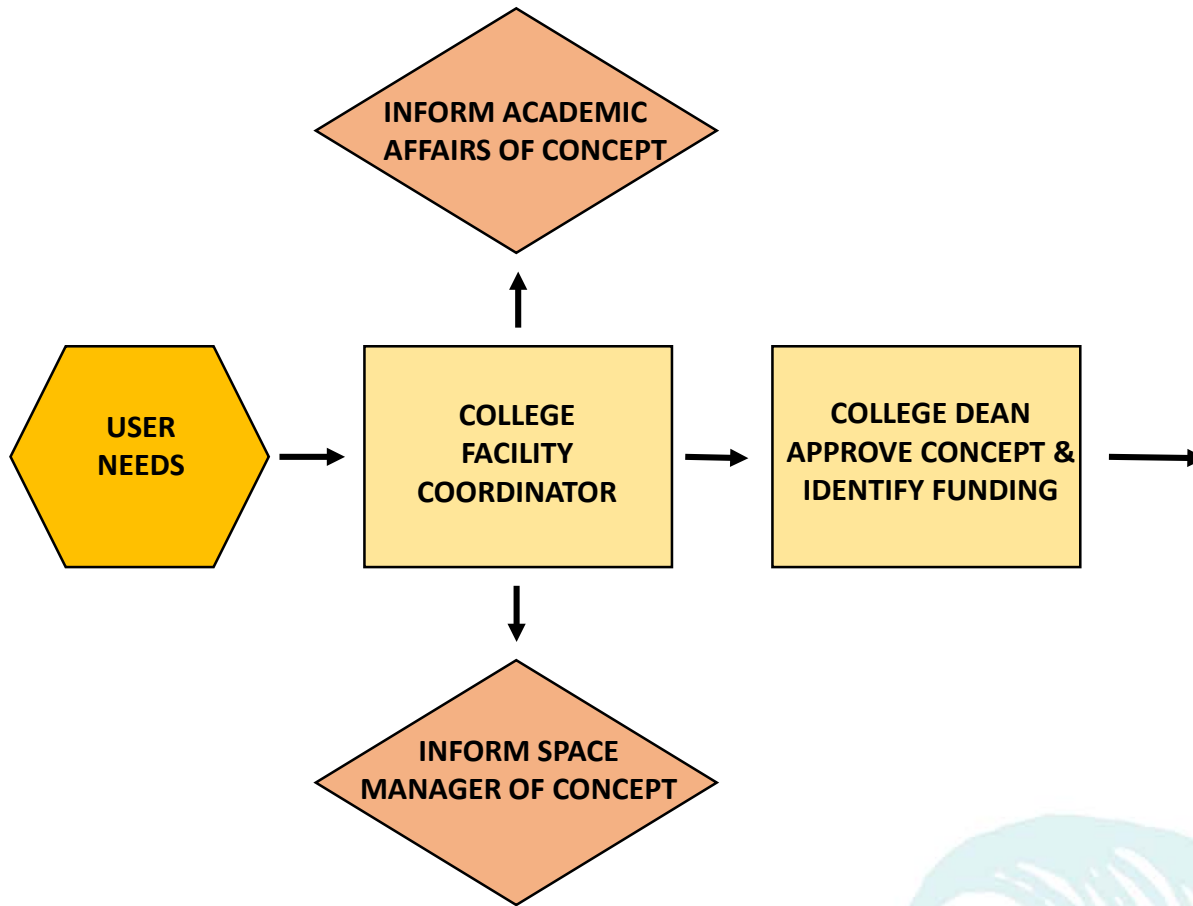 INFORM ACADEMIC
AFFAIRS OF CONCEPT
USER
NEEDS
COLLEGE
FACILITY
COORDINATOR
COLLEGE DEAN
APPROVE CONCEPT &
IDENTIFY FUNDING
INFORM SPACE
MANAGER OF CONCEPT